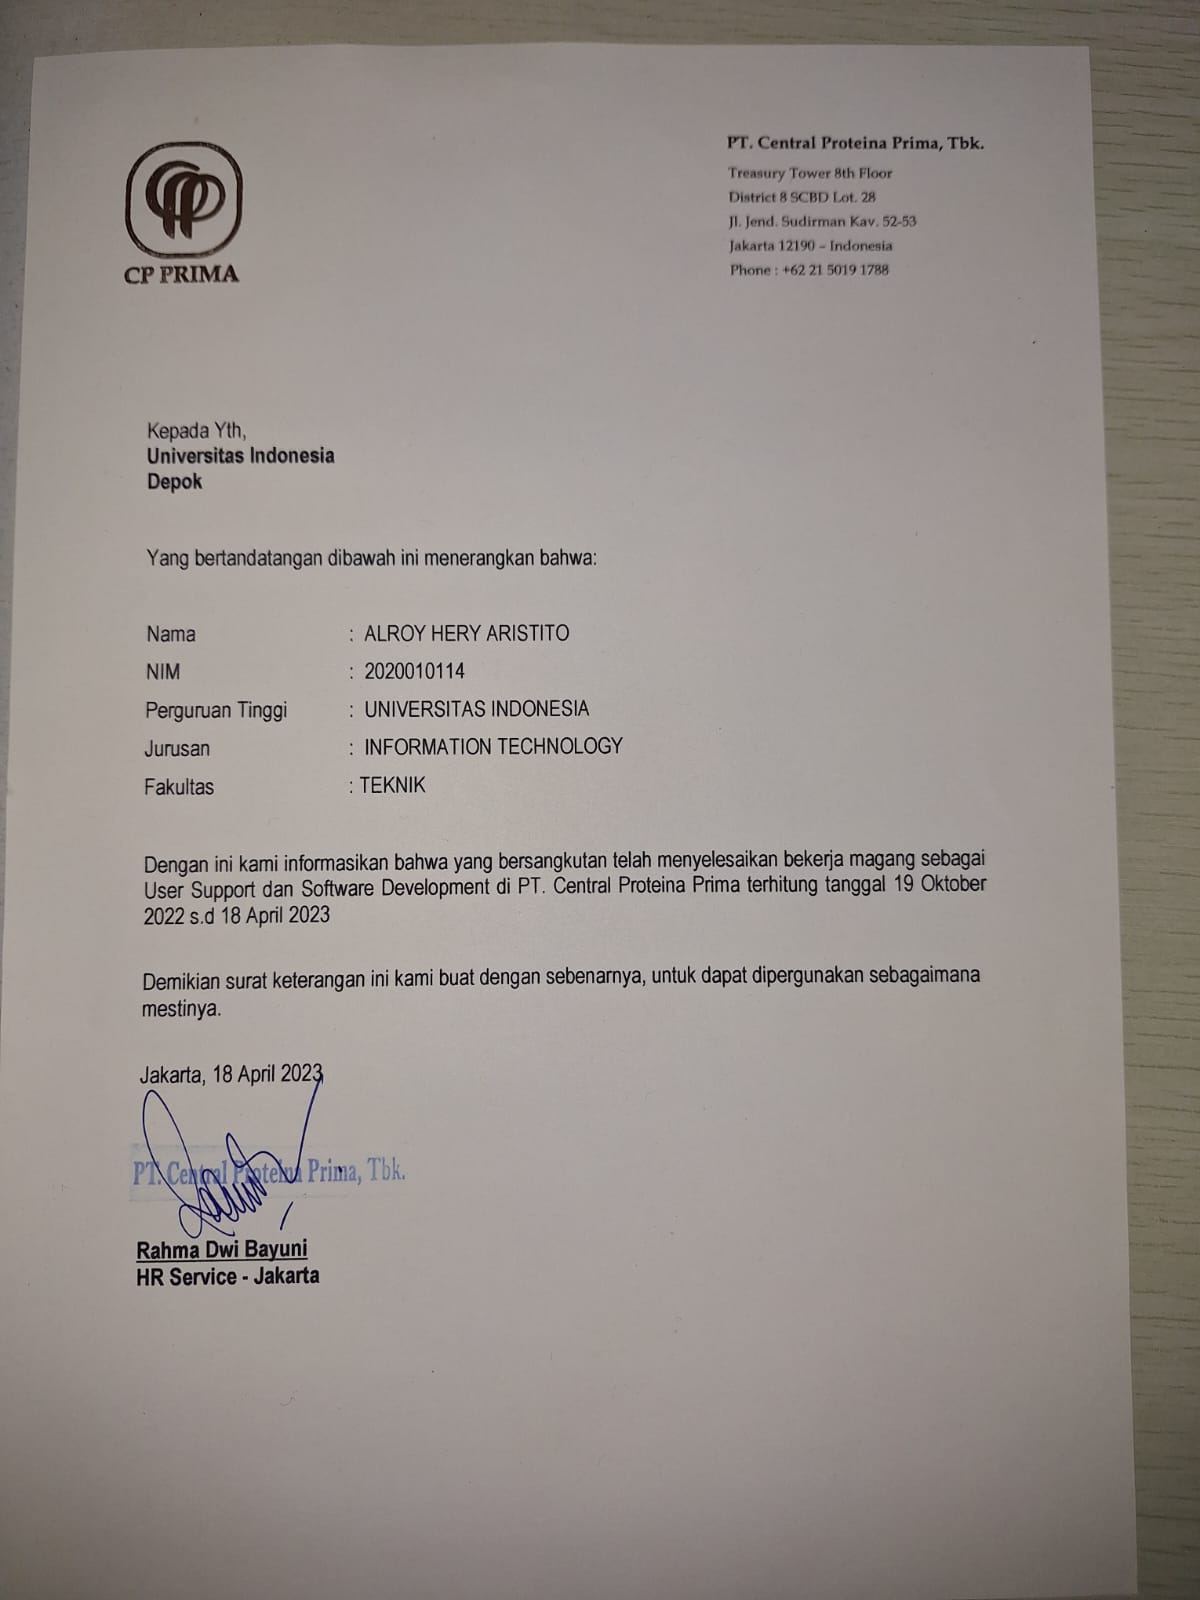 CP PRIMA
PT. Central Proteina Prima, Tbk.
Treasury Tower 8th Floor
District 8 SCBD Lot. 28
Jl. Jend. Sudirman Kav. 52-53
Jakarta 12190 – Indonesia
Phone : +62 21 5019 1788
Kepada Yth,
Universitas Indonesia
Depok
Yang bertandatangan dibawah ini menerangkan bahwa:
Nama : ALROY HERY ARISTITO
NIM : 2020010114
Perguruan Tinggi : UNIVERSITAS INDONESIA
Jurusan : INFORMATION TECHNOLOGY
Fakultas : TEKNIK
Dengan ini kami informasikan bahwa yang bersangkutan telah menyelesaikan bekerja magang sebagai
User Support dan Software Development di PT. Central Proteina Prima terhitung tanggal 19 Oktober
2022 s.d 18 April 2023
Demikian surat keterangan ini kami buat dengan sebenarnya, untuk dapat dipergunakan sebagaimana
mestinya.
Jakarta, 18 April 2023
PT. Central Proteina Prima, Tbk.
Rahma Dwi Bayuni
HR Service - Jakarta